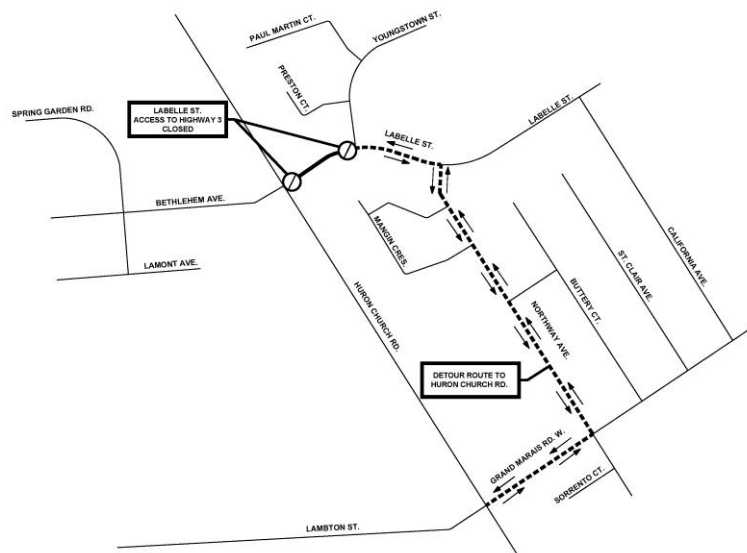 PAUL MARTIN CT.
YOUNGSTOWN ST.
PRESTON CT.
SPRING GARDEN RD.
LABELLE ST.
ACCESS TO HIGHWAY 3
CLOSED
LABELLE ST.
LABELLE ST.
BETHLEHEM AVE.
MANGIN CRES.
LAMONT AVE.
HURON CHURCH RD.
NORTHWAY AVE.
BUTTERY CT.
ST. CLAIR AVE.
CALIFORNIA AVE.
DETOUR ROUTE TO
HURON CHURCH RD.
GRAND MARAIS RD. W.
SORRENTO CT.
LAMBTON ST.